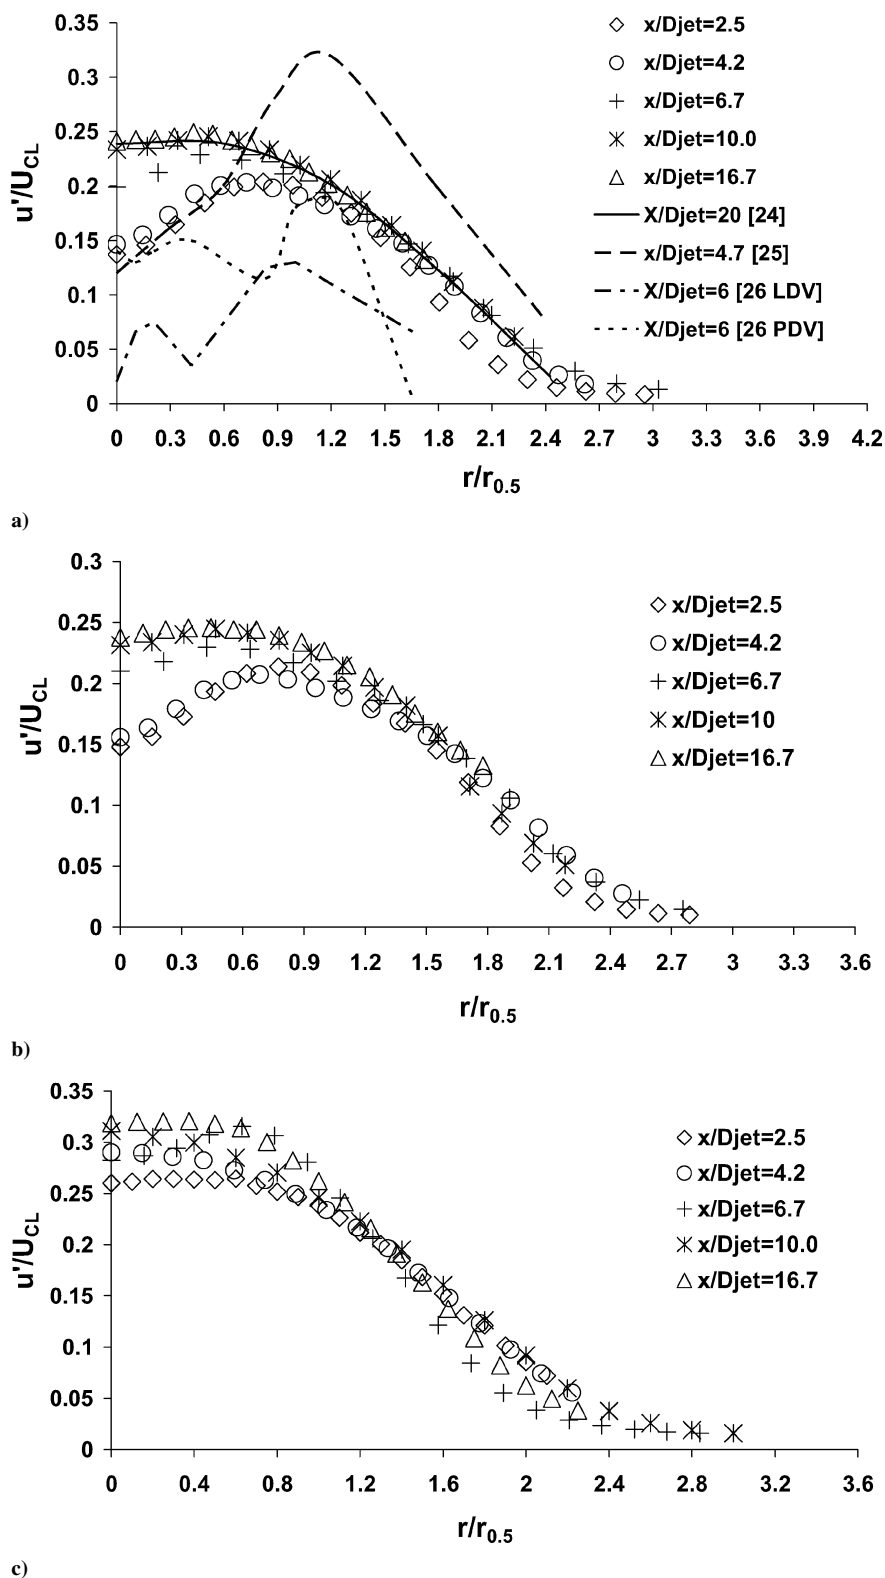 0.35
0.3
0.25
0.2
0.15
0.1
0.05
0
u'/UCL
0 0.3 0.6 0.9 1.2 1.5 1.8 2.1 2.4 2.7 3 3.3 3.6 3.9 4.2
r/r0.5
x/Djet=2.5
x/Djet=4.2
x/Djet=6.7
x/Djet=10.0
x/Djet=16.7
X/Djet=20 [24]
x/Djet=4.7 [25]
X/Djet=6 [26 LDV]
X/Djet=6 [26 PDV]
a)
0.3
0.25
0.2
0.15
0.1
0.05
0
u'/UCL
0 0.3 0.6 0.9 1.2 1.5 1.8 2.1 2.4 2.7 3 3.3 3.6
r/r0.5
x/Djet=2.5
x/Djet=4.2
x/Djet=6.7
x/Djet=10
x/Djet=16.7
b)
0.35
0.3
0.25
0.2
0.15
0.1
0.05
0
u'/UCL
0 0.4 0.8 1.2 1.6 2 2.4 2.8 3.2 3.6
r/r0.5
x/Djet=2.5
x/Djet=4.2
x/Djet=6.7
x/Djet=10.0
x/Djet=16.7
c)